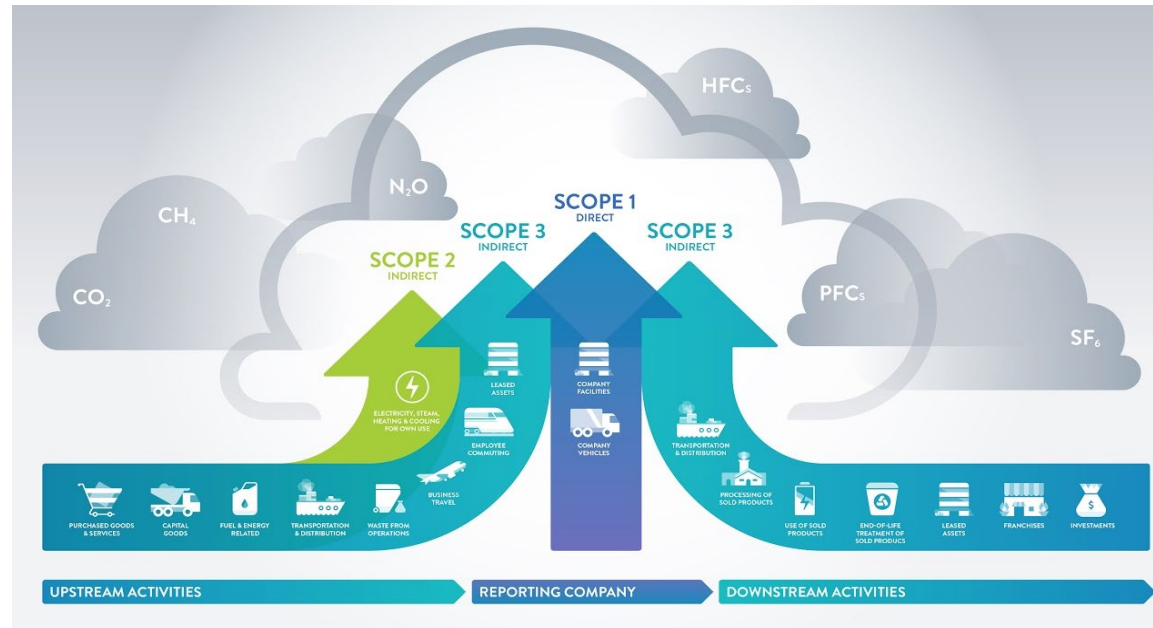 HFCs
N₂O
CH₄
CO₂
PFCs
SF₆
SCOPE 1
DIRECT
SCOPE 3
INDIRECT
SCOPE 3
INDIRECT
SCOPE 2
INDIRECT
ELECTRICITY, STEAM,
HEATING & COOLING
FOR OWN USE
LEASED
ASSETS
EMPLOYEE
COMMUTING
BUSINESS
TRAVEL
COMPANY
FACILITIES
COMPANY
VEHICLES
PURCHASED GOODS
& SERVICES
CAPITAL
GOODS
FUEL & ENERGY
RELATED
TRANSPORTATION
& DISTRIBUTION
WASTE FROM
OPERATIONS
TRANSPORTATION
& DISTRIBUTION
PROCESSING OF
SOLD PRODUCTS
USE OF SOLD
PRODUCTS
END-OF-LIFE
TREATMENT OF
SOLD PRODUCS
LEASED
ASSETS
FRANCHISES
$
INVESTMENTS
UPSTREAM ACTIVITIES
REPORTING COMPANY
DOWNSTREAM ACTIVITIES